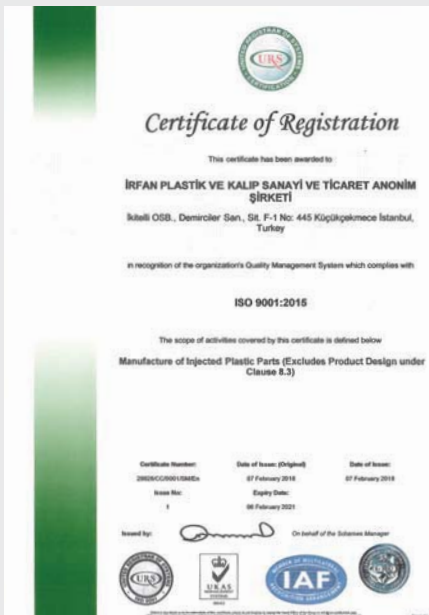 URS
Certificate of Registration
This certificate has been awarded to
İRFAN PLASTİK VE KALIP SANAYİ VE TİCARET ANONİM
ŞİRKETİ
İkitelli OSB., Demirciler San., Sit. F-1 No: 445 Küçükçekmece İstanbul,
Turkey
in recognition of the organization's Quality Management System which complies with
ISO 9001:2015
The scope of activities covered by this certificate is defined below
Manufacture of Injected Plastic Parts (Excludes Product Design under
Clause 8.3)
Certificate Number: Date of Issue: (Original) Date of Issue:
07 February 2018 07 February 2018
Issue No: Expiry Date:
1 06 February 2021
Issued by: On behalf of the Schemes Manager
URS
UKAS
MANAGEMENT
SYSTEMS
IAF